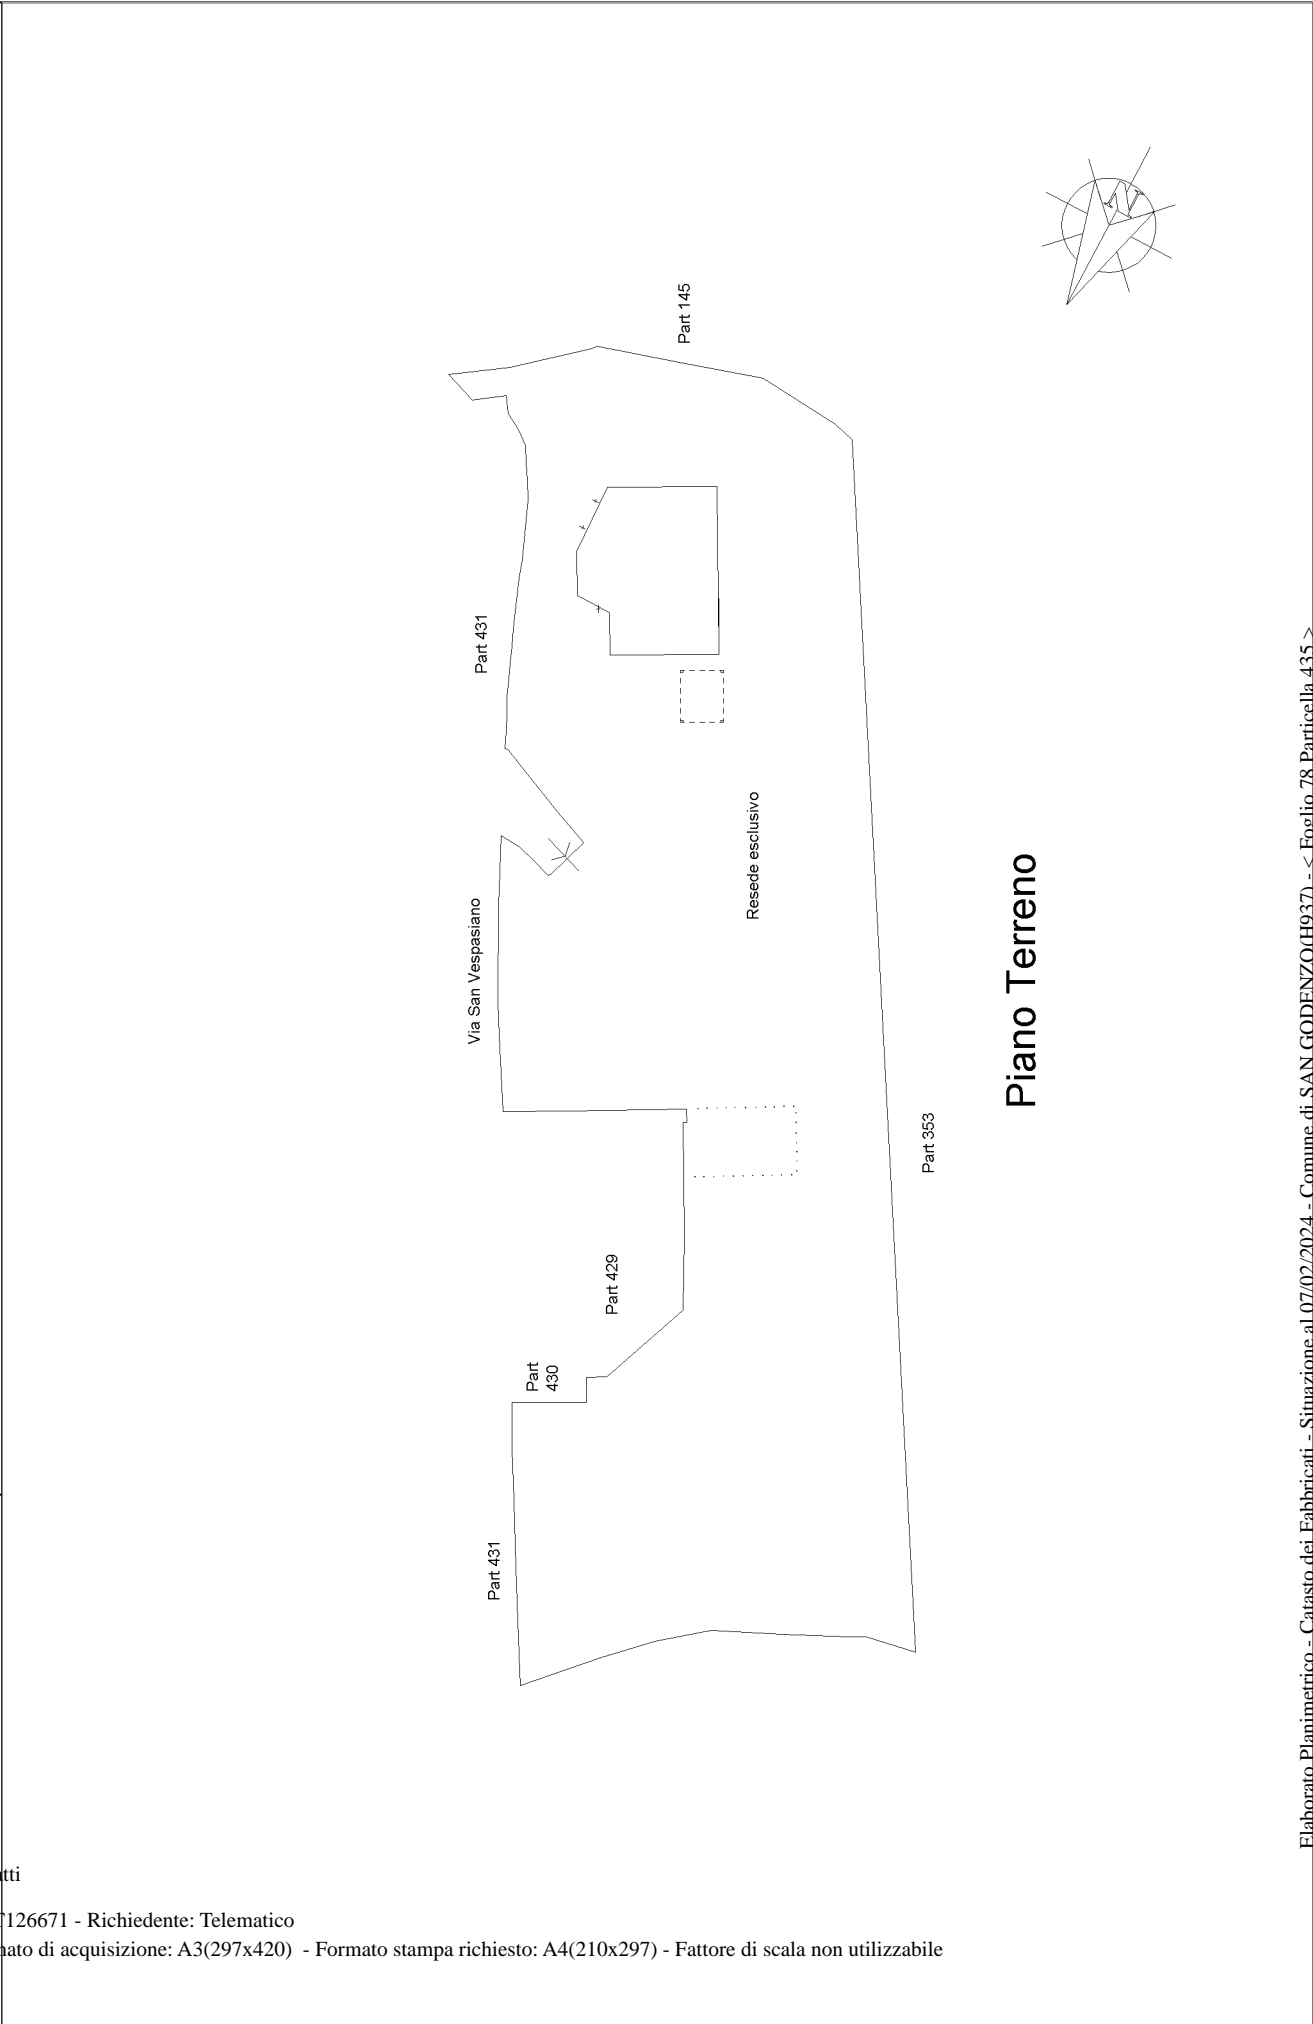 N
Part 145
Part 431
Resede esclusivo
Via San Vespasiano
Piano Terreno
Part 353
Part 429
Part
430
Part 431
Elaborato Planimetrico - Catasto dei Fabbricati - Situazione al 07/02/2024 - Comune di SAN GODENZO(H937) - < Foglio 78 Particella 435 >
tti
T126671 - Richiedente: Telematico
mato di acquisizione: A3(297x420) - Formato stampa richiesto: A4(210x297) - Fattore di scala non utilizzabile